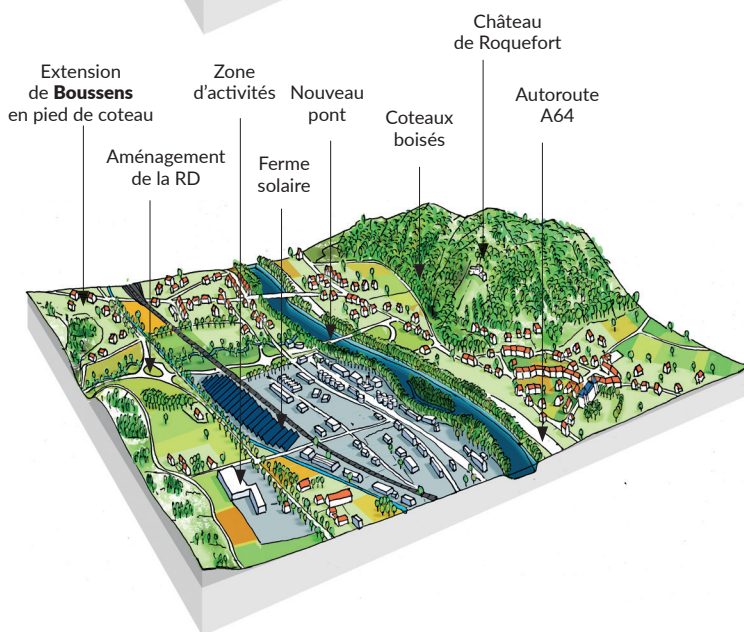 Château
de Roquefort
Extension
de Boussens
en pied de coteau
Zone
d'activités
Nouveau
pont
Coteaux
boisés
Autoroute
A64
Aménagement
de la RD
Ferme
solaire